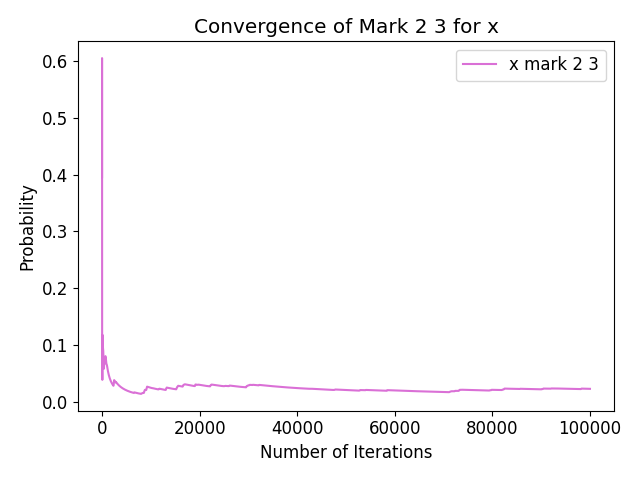 Convergence of Mark 2 3 for x
x mark 2 3
Probability
0.6
0.5
0.4
0.3
0.2
0.1
0.0
0 20000 40000 60000 80000 100000
Number of Iterations